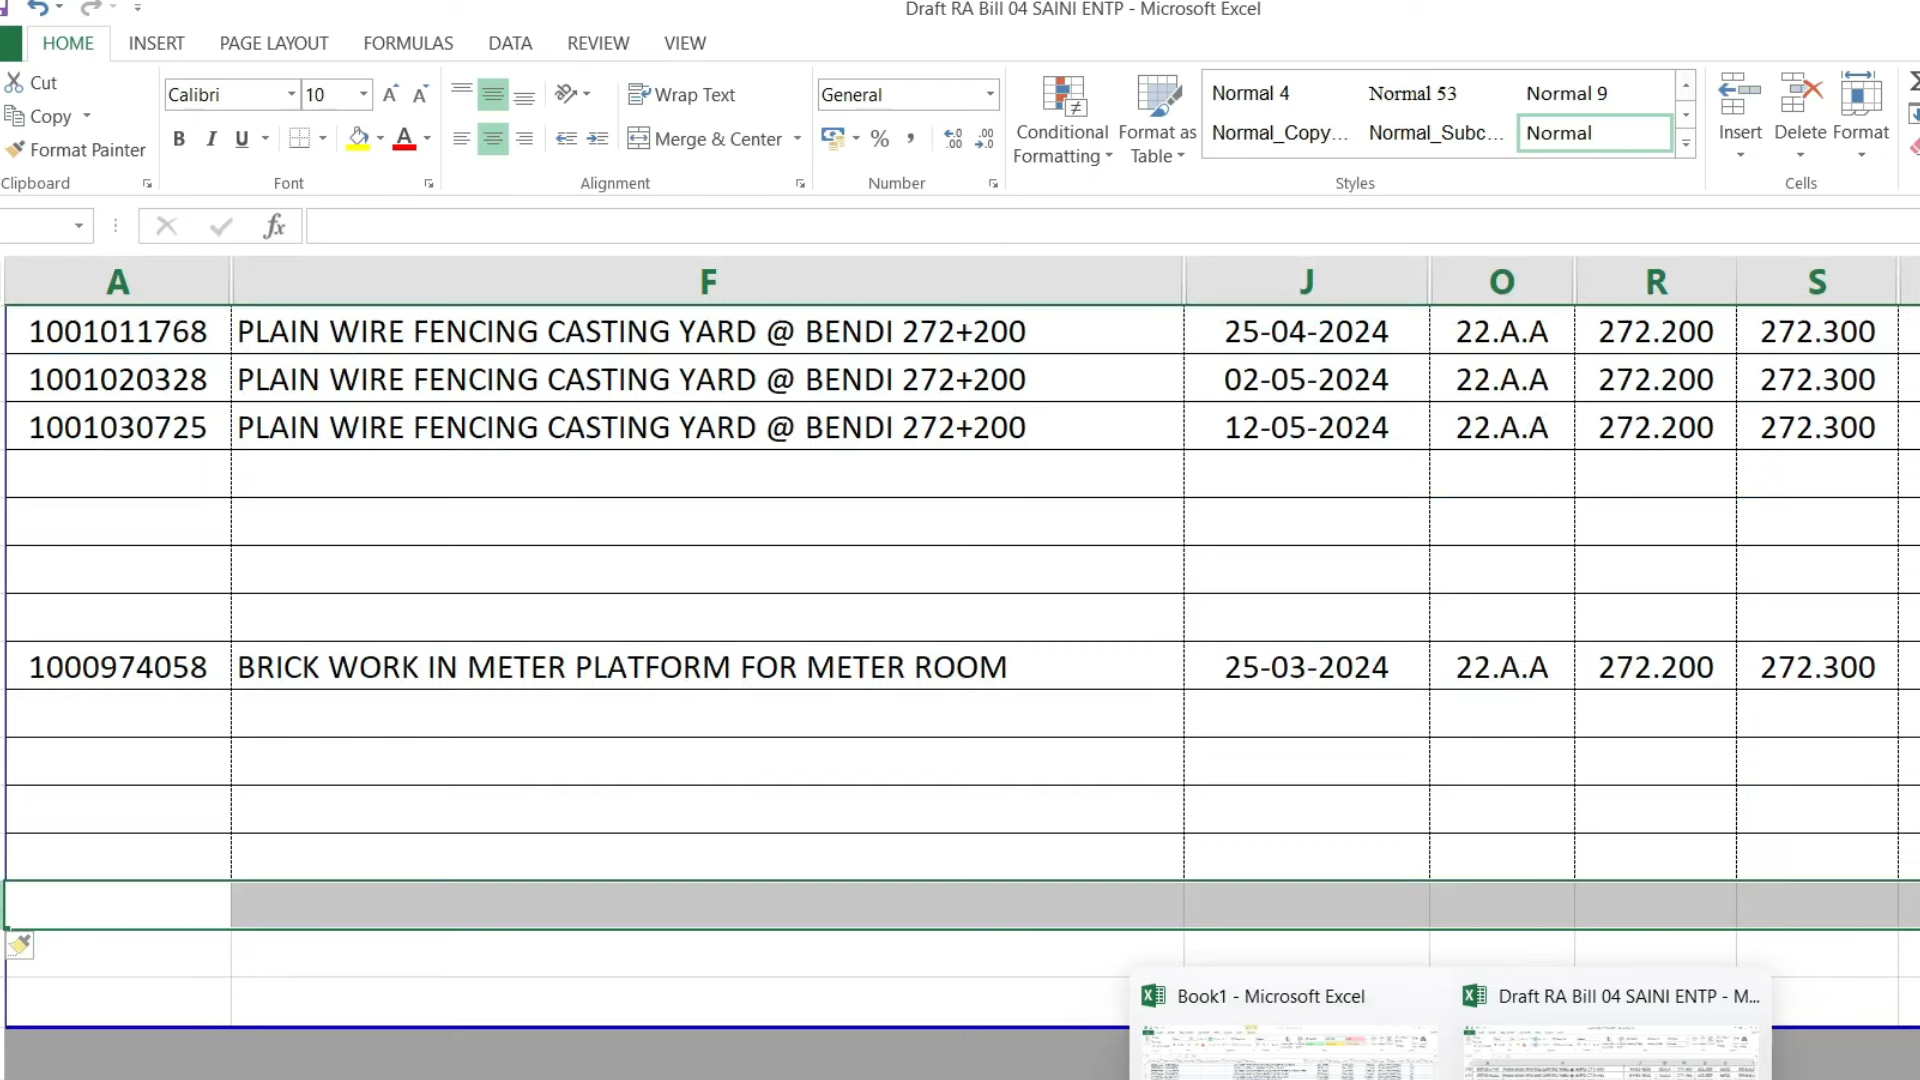 Draft RA Bill 04 SAINI ENTP - Microsoft Excel
HOME INSERT PAGE LAYOUT FORMULAS DATA REVIEW VIEW
Cut
Copy
Format Painter
Clipboard
Calibri 10
B I U A
Font
Wrap Text
Merge & Center
Alignment
General
%
Number
Conditional Formatting
Format as Table
Normal 4 Normal 53 Normal 9
Normal_Copy... Normal_Subc... Normal
Styles
Insert Delete Format
Cells
fx
A F J O R S
1001011768 PLAIN WIRE FENCING CASTING YARD @ BENDI 272+200 25-04-2024 22.A.A 272.200 272.300
1001020328 PLAIN WIRE FENCING CASTING YARD @ BENDI 272+200 02-05-2024 22.A.A 272.200 272.300
1001030725 PLAIN WIRE FENCING CASTING YARD @ BENDI 272+200 12-05-2024 22.A.A 272.200 272.300
1000974058 BRICK WORK IN METER PLATFORM FOR METER ROOM 25-03-2024 22.A.A 272.200 272.300
Book1 - Microsoft Excel Draft RA Bill 04 SAINI ENTP - M...